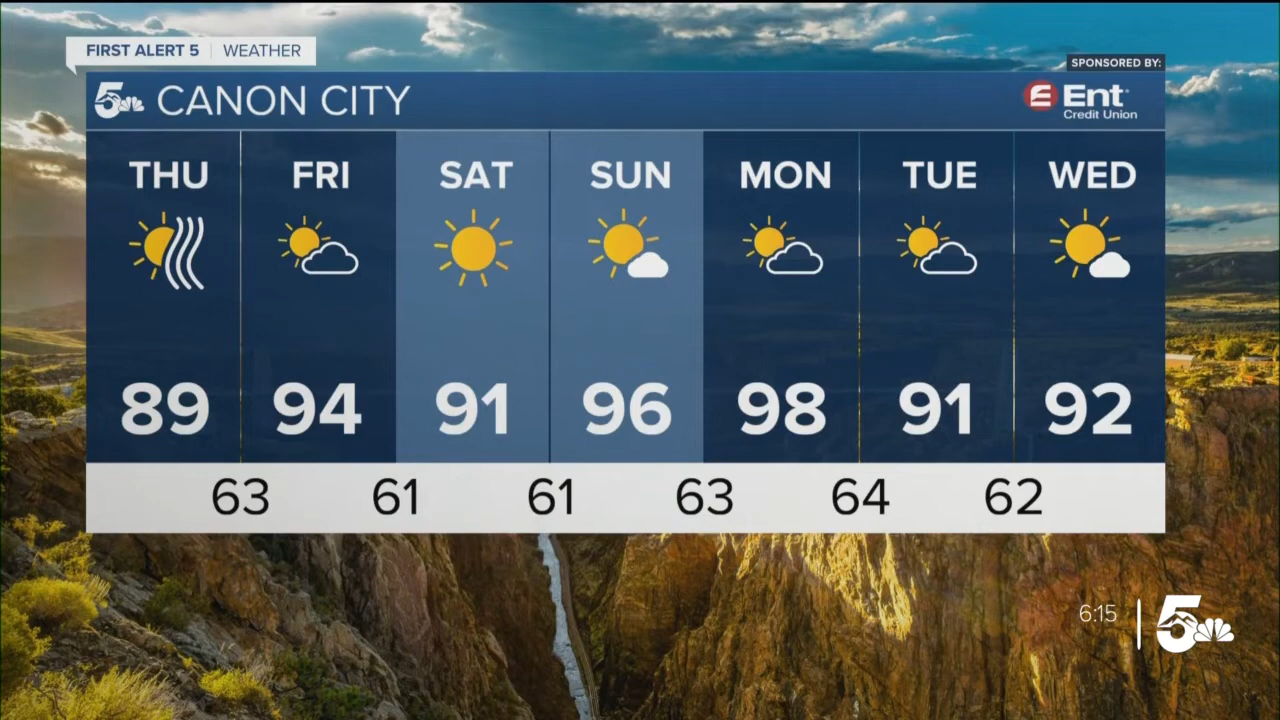 FIRST ALERT 5 | WEATHER
SPONSORED BY:
5 CANON CITY
Ent
Credit Union
THU FRI SAT SUN MON TUE WED
89 94 91 96 98 91 92
63 61 61 63 64 62
6:15 | 5